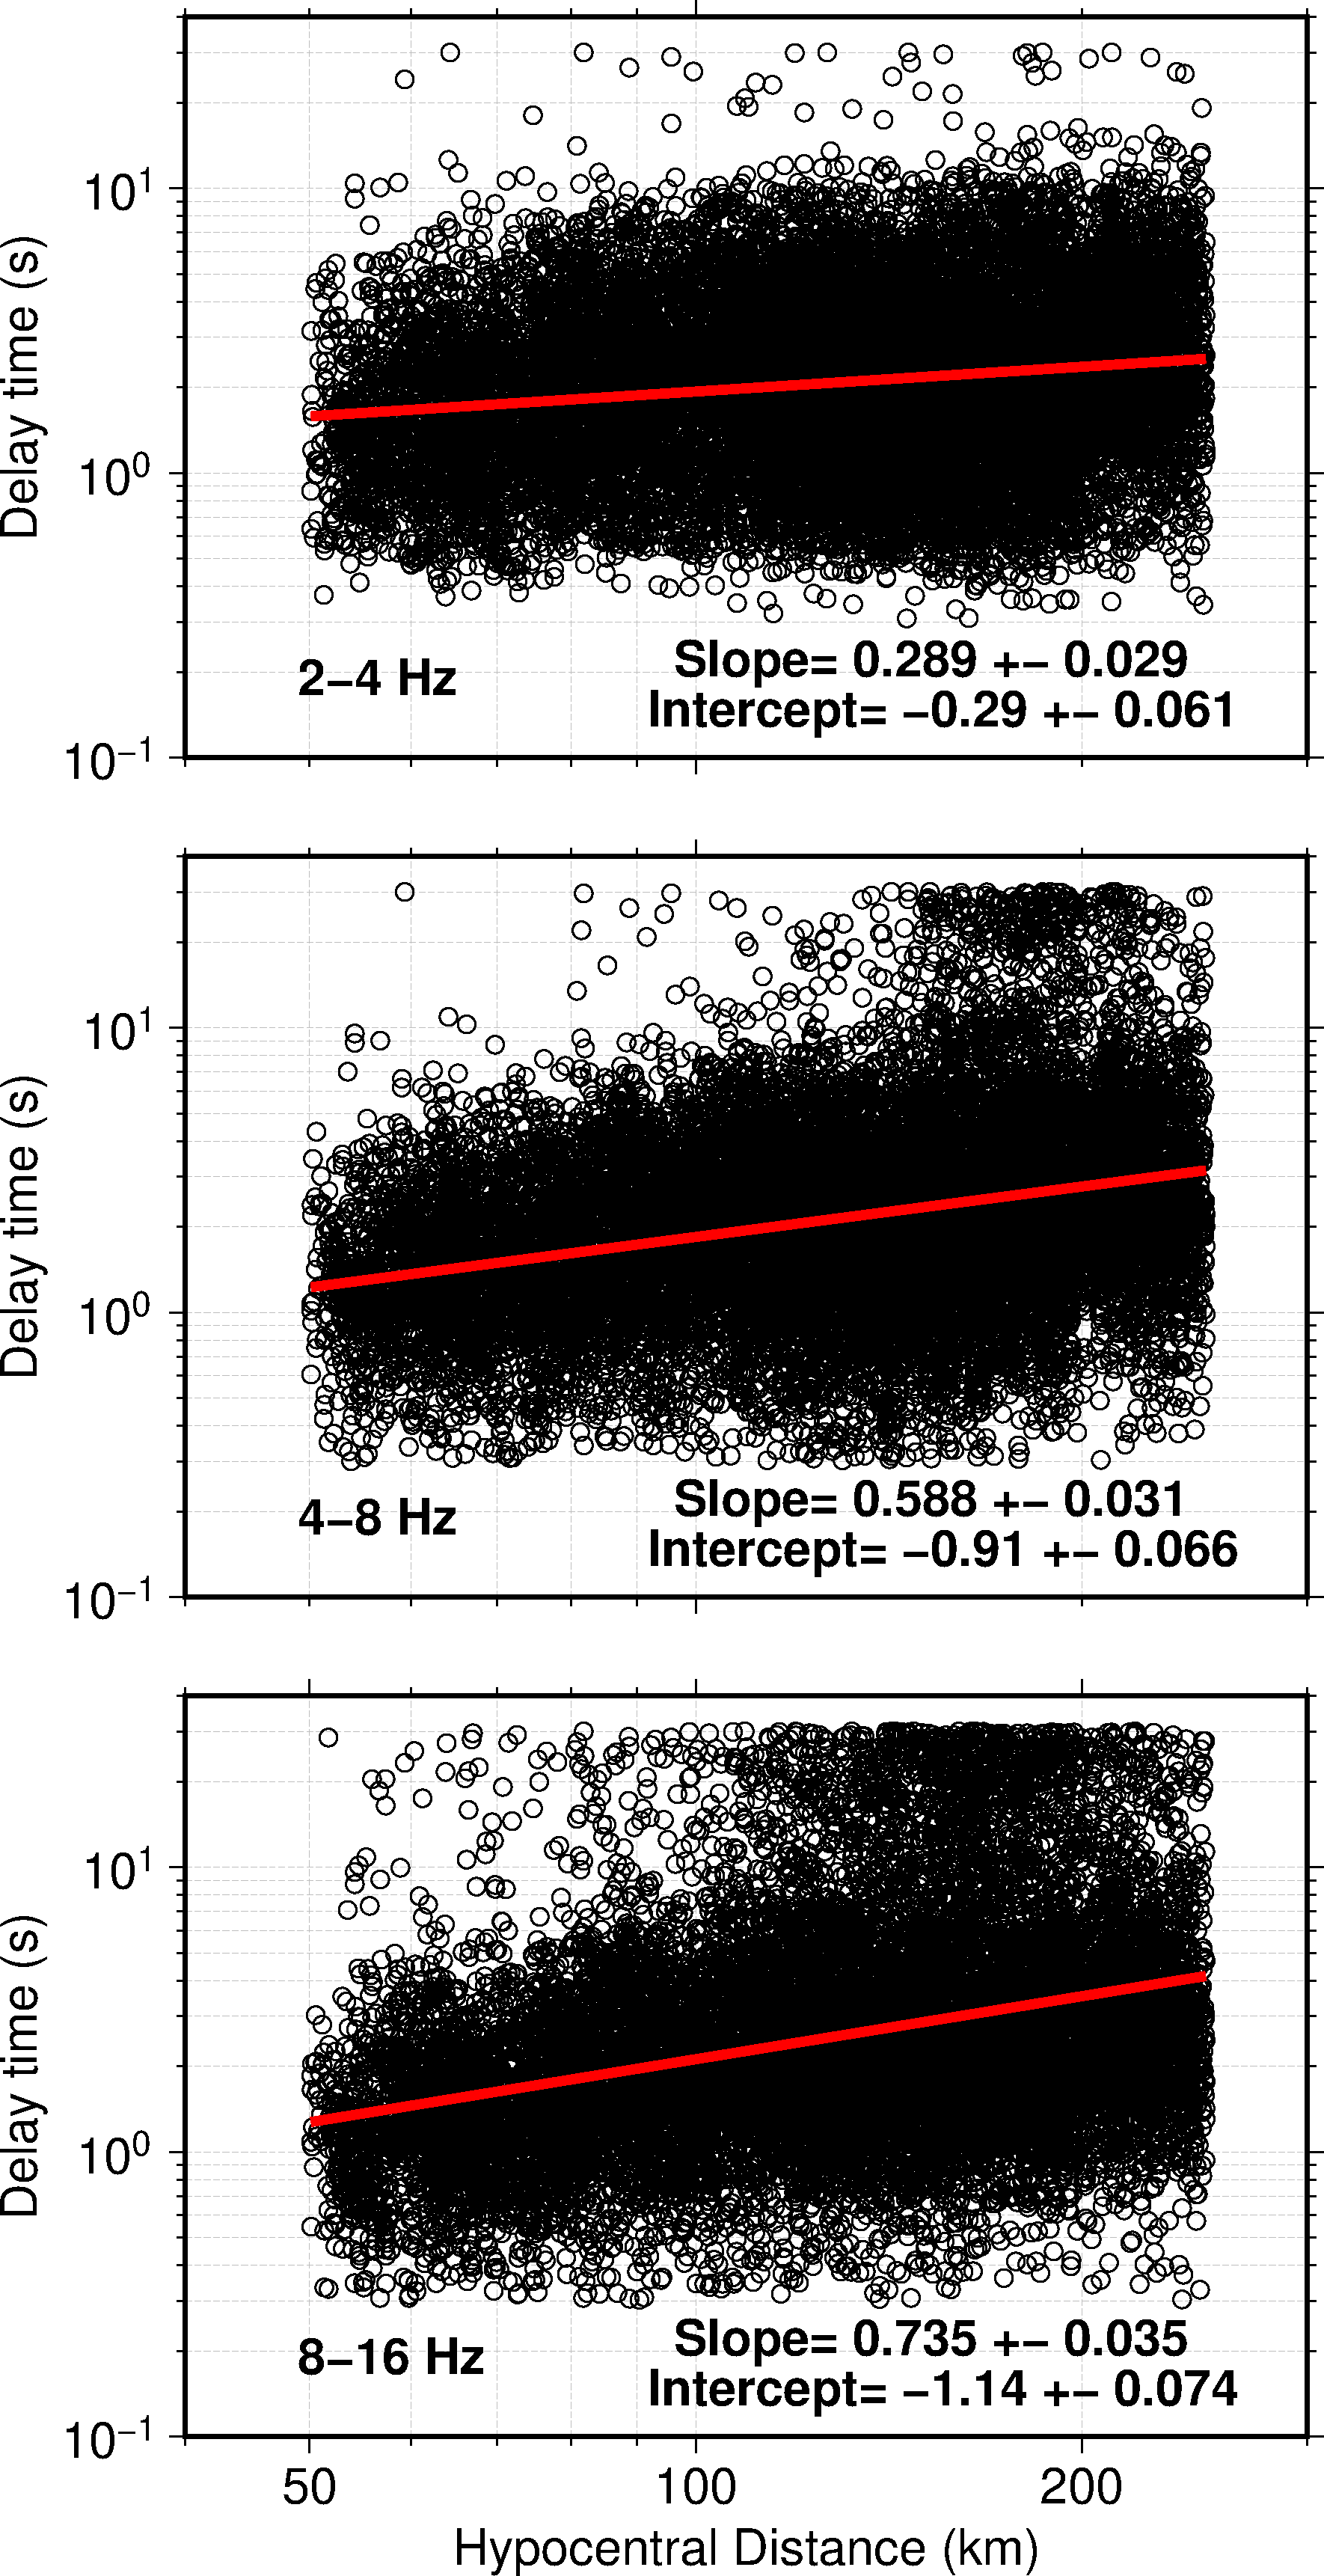 10¹
10⁰
10⁻¹
Delay time (s)
2−4 Hz
Slope= 0.289 +− 0.029
Intercept= −0.29 +− 0.061
10¹
10⁰
10⁻¹
Delay time (s)
4−8 Hz
Slope= 0.588 +− 0.031
Intercept= −0.91 +− 0.066
10¹
10⁰
10⁻¹
Delay time (s)
8−16 Hz
Slope= 0.735 +− 0.035
Intercept= −1.14 +− 0.074
50 100 200
Hypocentral Distance (km)